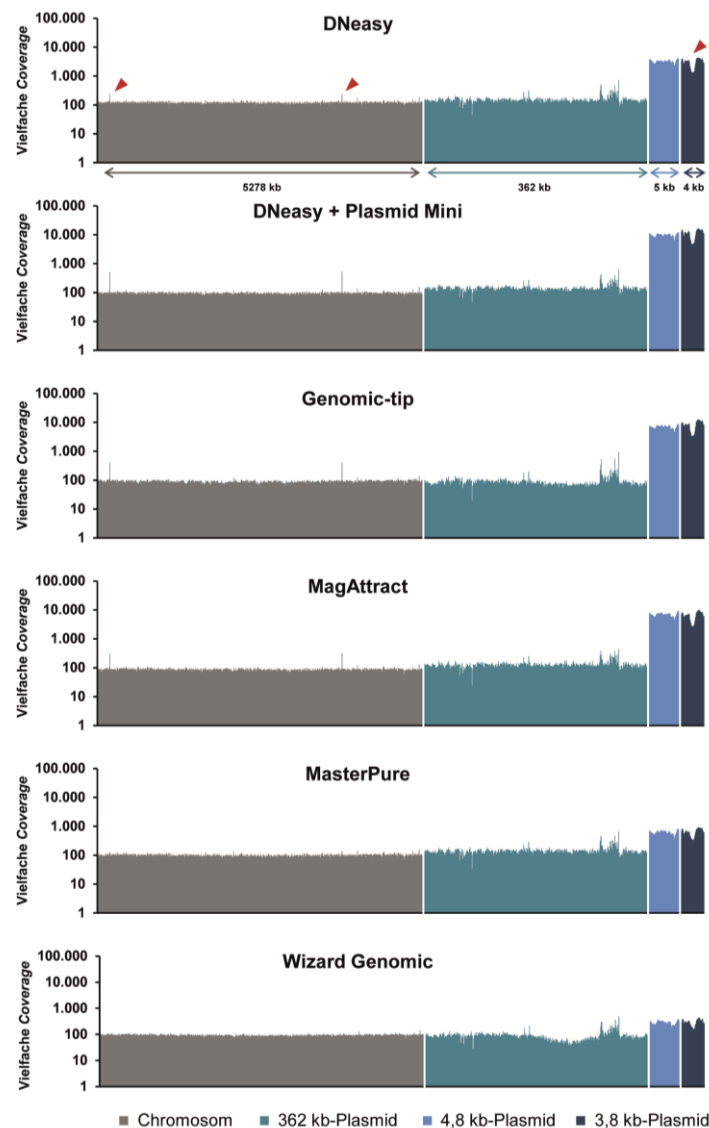 DNeasy
Vielfache Coverage
100.000
10.000
1.000
100
10
1
5278 kb
362 kb
5 kb
4 kb
DNeasy + Plasmid Mini
Vielfache Coverage
100.000
10.000
1.000
100
10
1
Genomic-tip
Vielfache Coverage
100.000
10.000
1.000
100
10
1
MagAttract
Vielfache Coverage
100.000
10.000
1.000
100
10
1
MasterPure
Vielfache Coverage
100.000
10.000
1.000
100
10
1
Wizard Genomic
Vielfache Coverage
100.000
10.000
1.000
100
10
1
Chromosom 362 kb-Plasmid 4,8 kb-Plasmid 3,8 kb-Plasmid